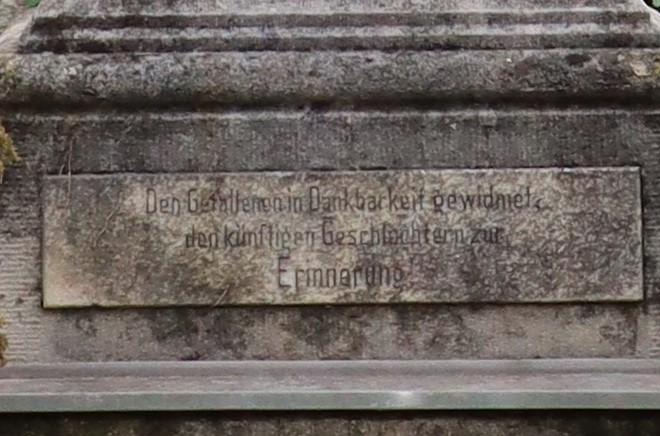 Den Gefallenen in Dankbarkeit gewidmet,
den künftigen Geschlechtern zur
Erinnerung